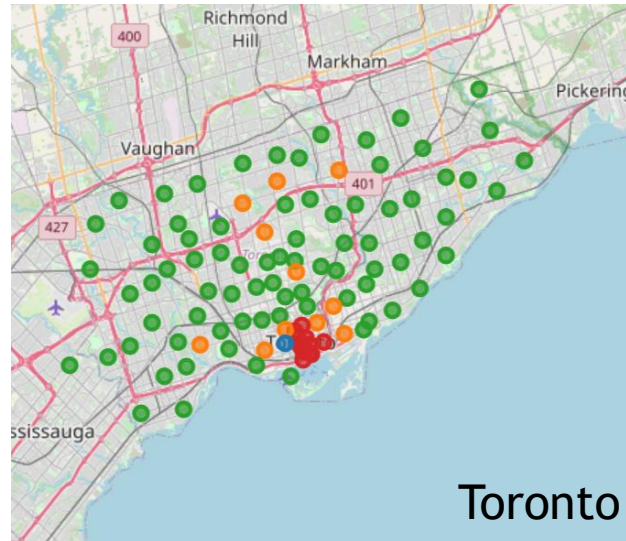 Richmond
Hill
400
Markham
Pickering
Vaughan
401
427
ssissauga
Toronto